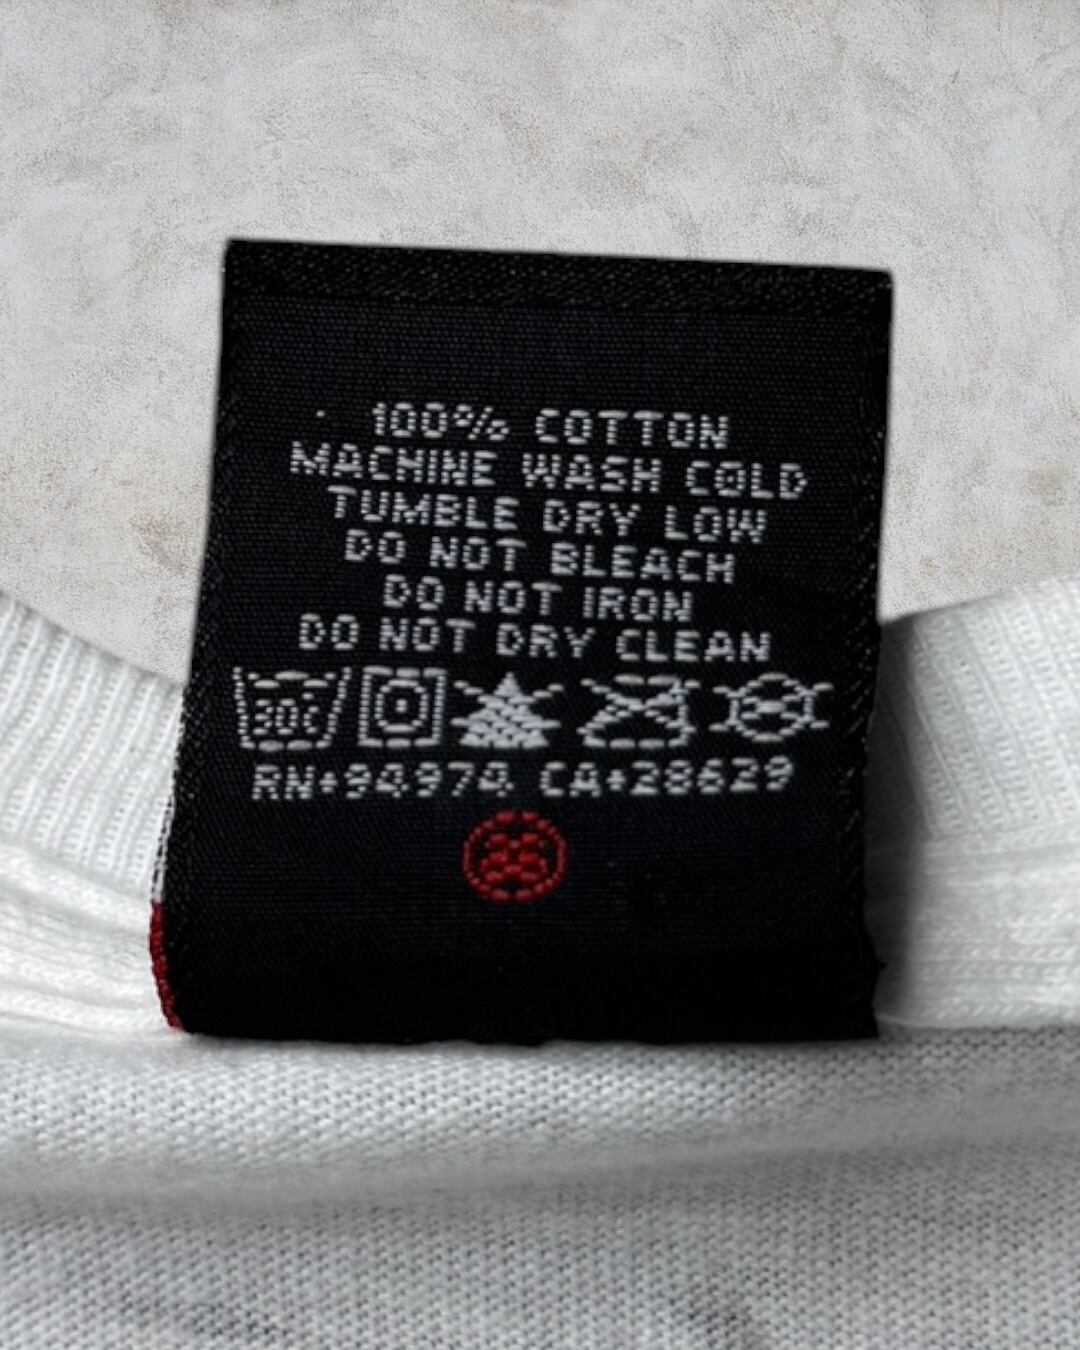 100% COTTON
MACHINE WASH COLD
TUMBLE DRY LOW
DO NOT BLEACH
DO NOT IRON
DO NOT DRY CLEAN
30c
RN•94974 CA•28629